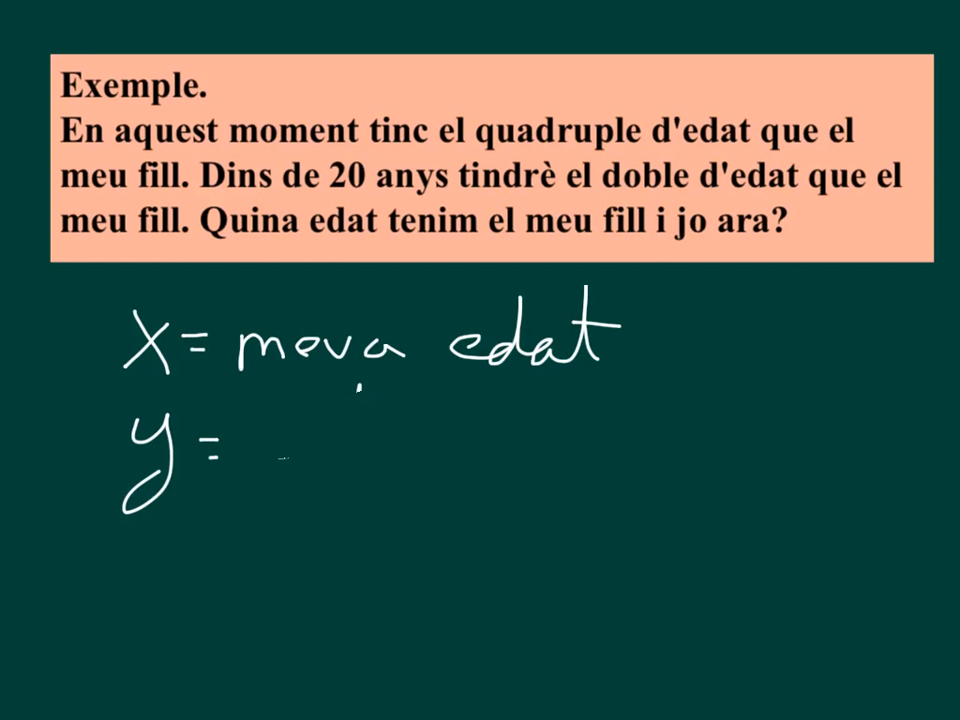 Exemple.
En aquest moment tinc el quadruple d'edat que el
meu fill. Dins de 20 anys tindrè el doble d'edat que el
meu fill. Quina edat tenim el meu fill i jo ara?
x= meva edat
y=